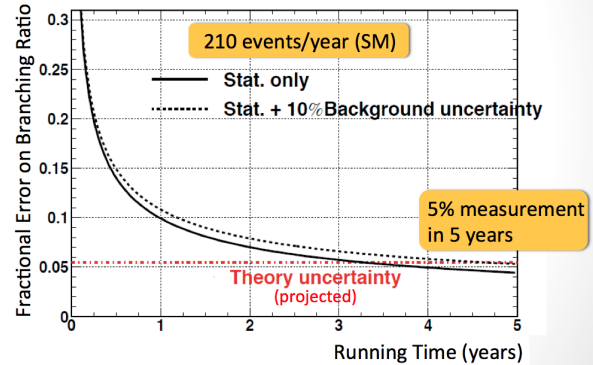 Fractional Error on Branching Ratio
0.3
0.25
0.2
0.15
0.1
0.05
0
210 events/year (SM)
Stat. only
Stat. + 10%Background uncertainty
5% measurement
in 5 years
Theory uncertainty
(projected)
0 1 2 3 4 5
Running Time (years)